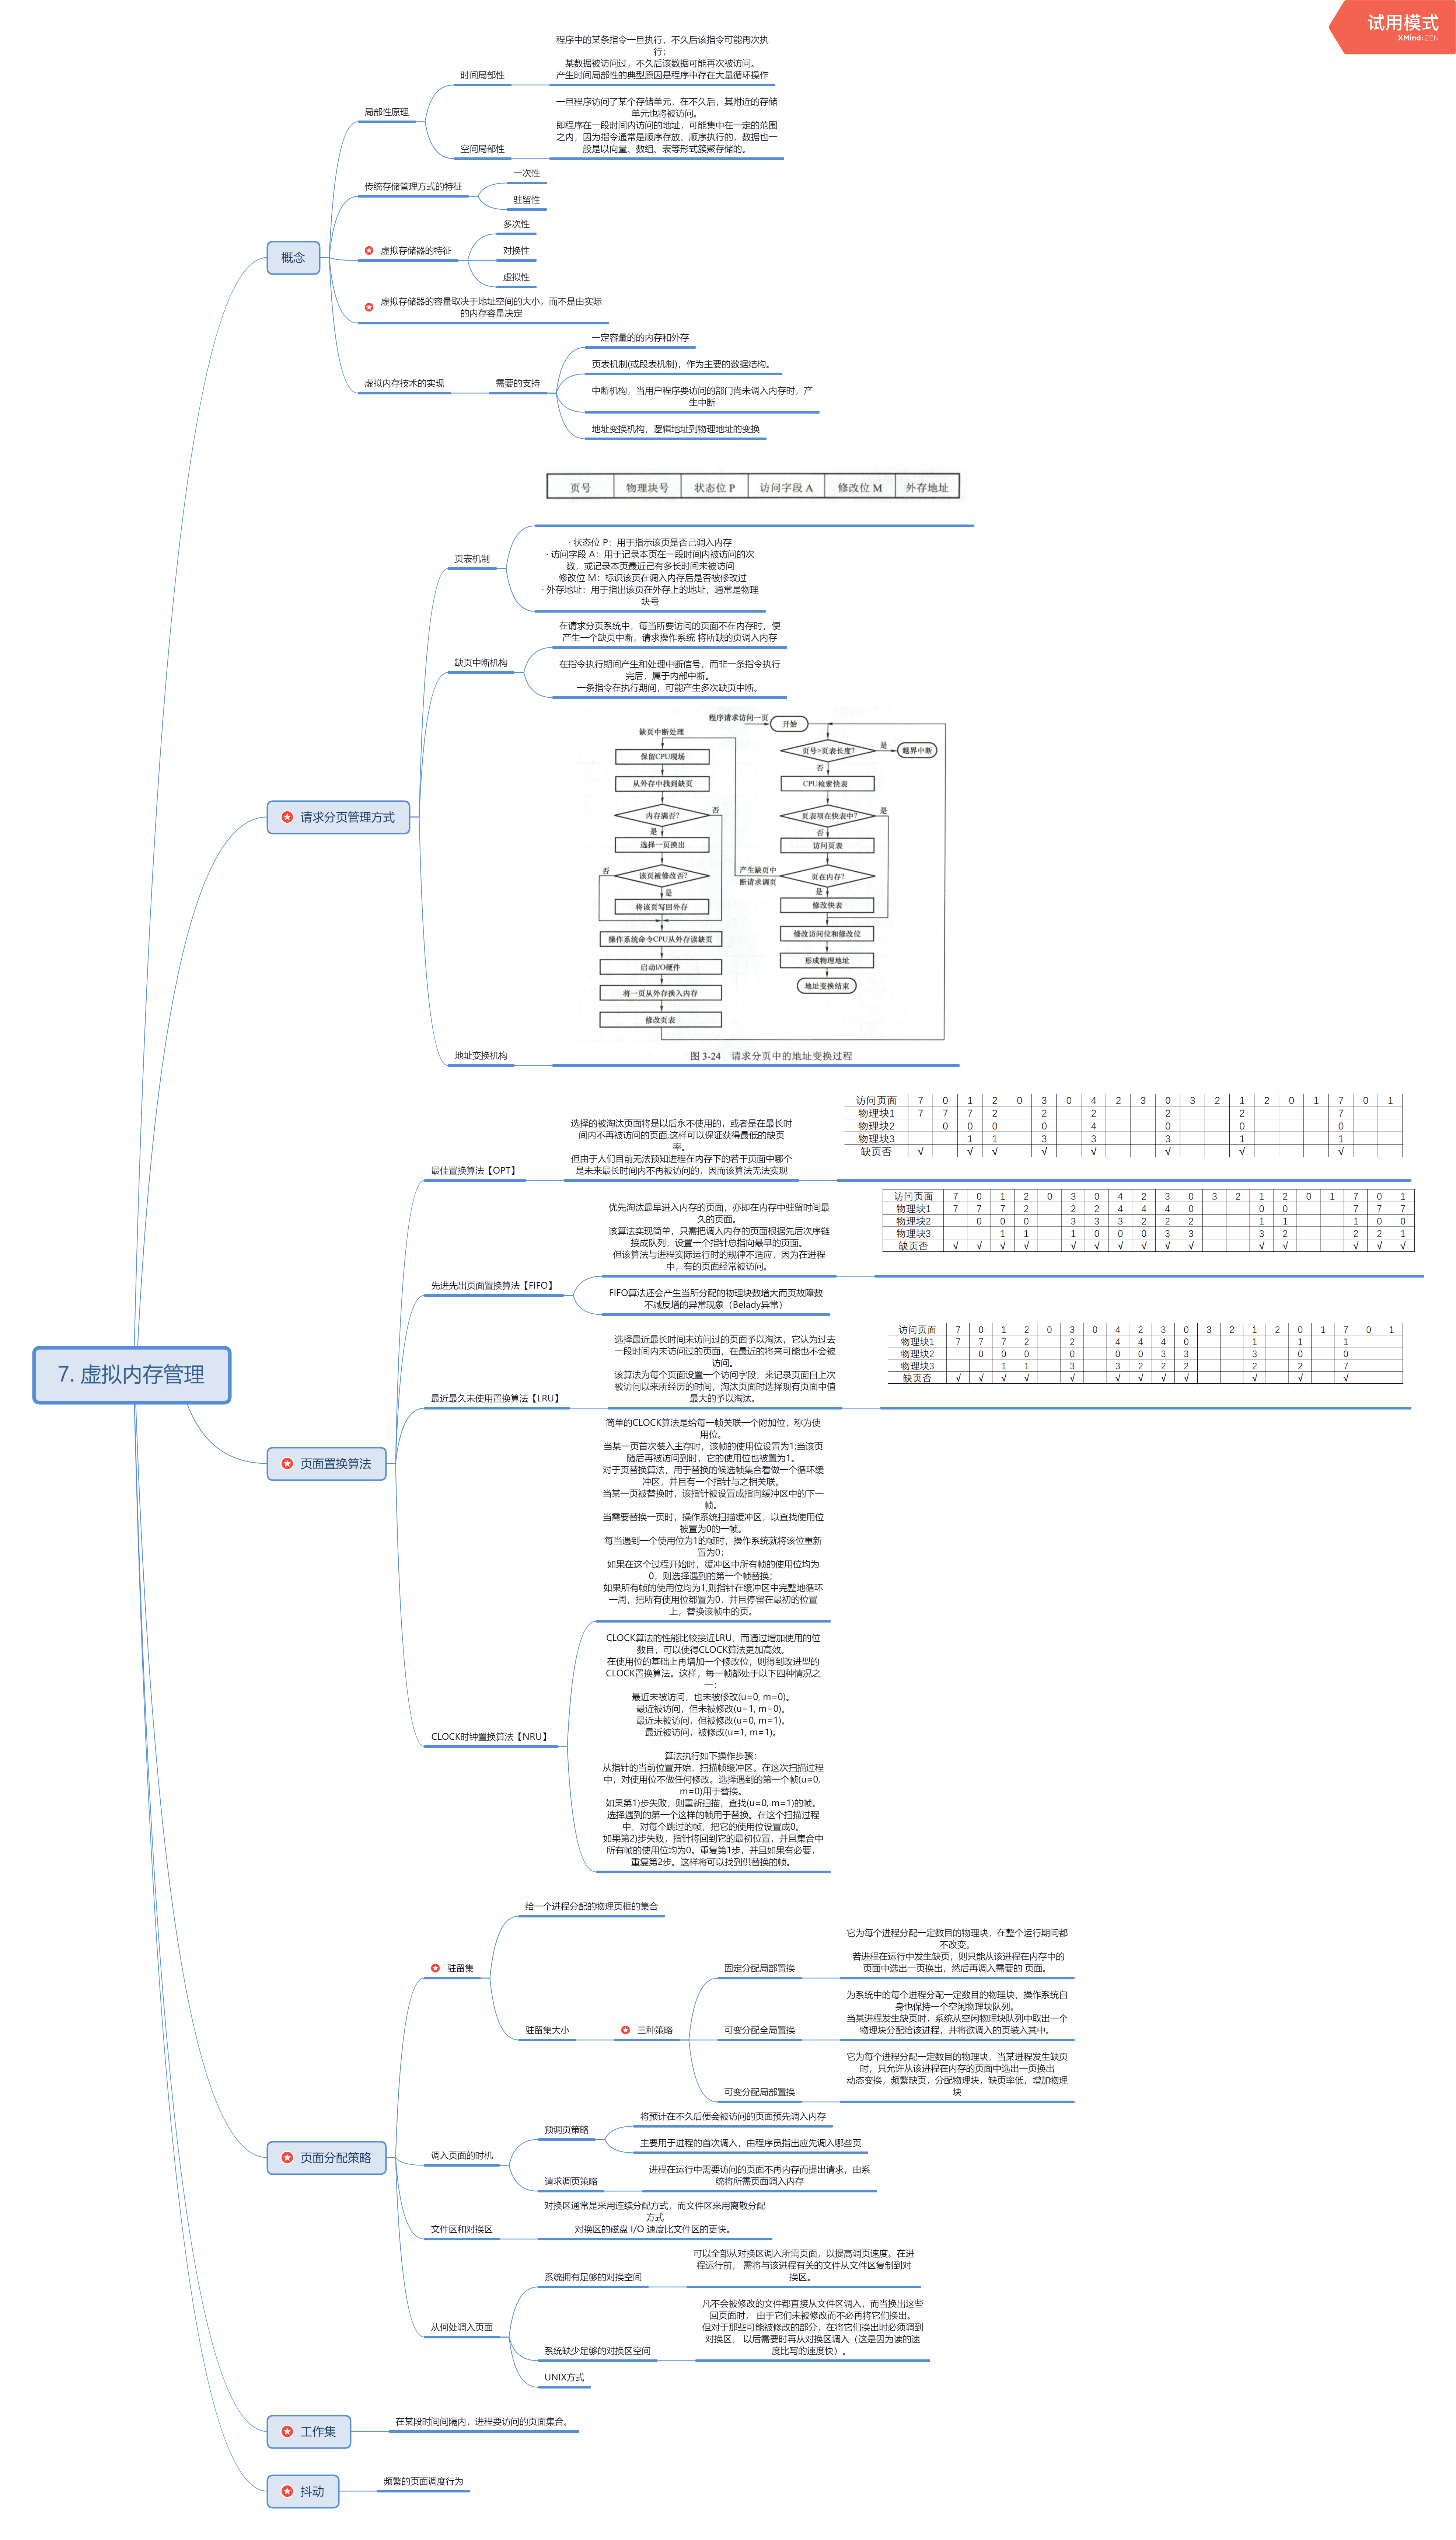 试用模式
XMind:ZEN
7. 虚拟内存管理
概念
局部性原理
时间局部性
程序中的某条指令一旦执行，不久后该指令可能再次执
行；
某数据被访问过，不久后该数据可能再次被访问。
产生时间局部性的典型原因是程序中存在大量循环操作
空间局部性
一旦程序访问了某个存储单元，在不久后，其附近的存储
单元也将被访问。
即程序在一段时间内访问的地址，可能集中在一定的范围
之内，因为指令通常是顺序存放、顺序执行的，数据也一
般是以向量、数组、表等形式簇聚存储的。
传统存储管理方式的特征
一次性
驻留性
虚拟存储器的特征
多次性
对换性
虚拟性
虚拟存储器的容量取决于地址空间的大小，而不是由实际
的内存容量决定
虚拟内存技术的实现
需要的支持
一定容量的的内存和外存
页表机制(或段表机制)，作为主要的数据结构。
中断机构，当用户程序要访问的部门尚未调入内存时，产
生中断
地址变换机构，逻辑地址到物理地址的变换
请求分页管理方式
页表机制
页号 物理块号 状态位 P 访问字段 A 修改位 M 外存地址
· 状态位 P：用于指示该页是否已调入内存
· 访问字段 A：用于记录本页在一段时间内被访问的次
数，或记录本页最近己有多长时间未被访问
· 修改位 M：标识该页在调入内存后是否被修改过
· 外存地址：用于指出该页在外存上的地址，通常是物理
块号
缺页中断机构
在请求分页系统中，每当所要访问的页面不在内存时，便
产生一个缺页中断，请求操作系统 将所缺的页调入内存
在指令执行期间产生和处理中断信号，而非一条指令执行
完后，属于内部中断。
一条指令在执行期间，可能产生多次缺页中断。
地址变换机构
程序请求访问一页
开始
缺页中断处理
保留CPU现场
从外存中找到缺页
内存满否?
否
是
选择一页换出
该页被修改否?
否
是
将该页写回外存
操作系统命令CPU从外存读缺页
启动I/O硬件
将一页从外存换入内存
修改页表
页号>页表长度?
是
越界中断
否
CPU检索快表
页表项在快表中?
是
否
访问页表
产生缺页中
断请求调页
页在内存?
是
修改快表
修改访问位和修改位
形成物理地址
地址变换结束
图 3-24 请求分页中的地址变换过程
页面置换算法
最佳置换算法【OPT】
选择的被淘汰页面将是以后永不使用的，或者是在最长时
间内不再被访问的页面,这样可以保证获得最低的缺页
率。
但由于人们目前无法预知进程在内存下的若干页面中哪个
是未来最长时间内不再被访问的，因而该算法无法实现
访问页面 7 0 1 2 0 3 0 4 2 3 0 3 2 1 2 0 1 7 0 1
物理块1 7 7 7 2 2 2 2 2 7
物理块2 0 0 0 0 4 0 0 0
物理块3 1 1 3 3 3 1 1
缺页否 √ √ √ √ √ √ √ √
先进先出页面置换算法【FIFO】
优先淘汰最早进入内存的页面，亦即在内存中驻留时间最
久的页面。
该算法实现简单，只需把调入内存的页面根据先后次序链
接成队列，设置一个指针总指向最早的页面。
但该算法与进程实际运行时的规律不适应，因为在进程
中，有的页面经常被访问。
访问页面 7 0 1 2 0 3 0 4 2 3 0 3 2 1 2 0 1 7 0 1
物理块1 7 7 7 2 2 2 4 4 4 0 0 0 7 7 7
物理块2 0 0 0 3 3 3 2 2 2 1 1 1 0 0
物理块3 1 1 1 0 0 0 3 3 3 2 2 2 1
缺页否 √ √ √ √ √ √ √ √ √ √ √ √ √ √ √
FIFO算法还会产生当所分配的物理块数增大而页故障数
不减反增的异常现象（Belady异常）
最近最久未使用置换算法【LRU】
选择最近最长时间未访问过的页面予以淘汰，它认为过去
一段时间内未访问过的页面，在最近的将来可能也不会被
访问。
该算法为每个页面设置一个访问字段，来记录页面自上次
被访问以来所经历的时间，淘汰页面时选择现有页面中值
最大的予以淘汰。
访问页面 7 0 1 2 0 3 0 4 2 3 0 3 2 1 2 0 1 7 0 1
物理块1 7 7 7 2 2 4 4 4 0 1 1 1
物理块2 0 0 0 0 0 0 3 3 3 0 0
物理块3 1 1 3 3 2 2 2 2 2 7
缺页否 √ √ √ √ √ √ √ √ √ √ √ √
CLOCK时钟置换算法【NRU】
简单的CLOCK算法是给每一帧关联一个附加位，称为使
用位。
当某一页首次装入主存时，该帧的使用位设置为1;当该页
随后再被访问到时，它的使用位也被置为1。
对于页替换算法，用于替换的候选帧集合看做一个循环缓
冲区，并且有一个指针与之相关联。
当某一页被替换时，该指针被设置成指向缓冲区中的下一
帧。
当需要替换一页时，操作系统扫描缓冲区，以查找使用位
被置为0的一帧。
每当遇到一个使用位为1的帧时，操作系统就将该位重新
置为0；
如果在这个过程开始时，缓冲区中所有帧的使用位均为
0，则选择遇到的第一个帧替换；
如果所有帧的使用位均为1,则指针在缓冲区中完整地循环
一周，把所有使用位都置为0，并且停留在最初的位置
上，替换该帧中的页。
CLOCK算法的性能比较接近LRU，而通过增加使用的位
数目，可以使得CLOCK算法更加高效。
在使用位的基础上再增加一个修改位，则得到改进型的
CLOCK置换算法。这样，每一帧都处于以下四种情况之
一：
最近未被访问，也未被修改(u=0, m=0)。
最近被访问，但未被修改(u=1, m=0)。
最近未被访问，但被修改(u=0, m=1)。
最近被访问，被修改(u=1, m=1)。
算法执行如下操作步骤：
从指针的当前位置开始，扫描帧缓冲区。在这次扫描过程
中，对使用位不做任何修改。选择遇到的第一个帧(u=0,
m=0)用于替换。
如果第1)步失败，则重新扫描，查找(u=0, m=1)的帧。
选择遇到的第一个这样的帧用于替换。在这个扫描过程
中，对每个跳过的帧，把它的使用位设置成0。
如果第2)步失败，指针将回到它的最初位置，并且集合中
所有帧的使用位均为0。重复第1步，并且如果有必要，
重复第2步。这样将可以找到供替换的帧。
页面分配策略
驻留集
给一个进程分配的物理页框的集合
驻留集大小
三种策略
固定分配局部置换
它为每个进程分配一定数目的物理块，在整个运行期间都
不改变。
若进程在运行中发生缺页，则只能从该进程在内存中的
页面中选出一页换出，然后再调入需要的 页面。
可变分配全局置换
为系统中的每个进程分配一定数目的物理块，操作系统自
身也保持一个空闲物理块队列。
当某进程发生缺页时，系统从空闲物理块队列中取出一个
物理块分配给该进程，井将欲调入的页装入其中。
可变分配局部置换
它为每个进程分配一定数目的物理块，当某进程发生缺页
时，只允许从该进程在内存的页面中选出一页换出
动态变换，频繁缺页，分配物理块，缺页率低，增加物理
块
调入页面的时机
预调页策略
将预计在不久后便会被访问的页面预先调入内存
主要用于进程的首次调入，由程序员指出应先调入哪些页
请求调页策略
进程在运行中需要访问的页面不再内存而提出请求，由系
统将所需页面调入内存
文件区和对换区
对换区通常是采用连续分配方式，而文件区采用离散分配
方式
对换区的磁盘 I/O 速度比文件区的更快。
从何处调入页面
系统拥有足够的对换空间
可以全部从对换区调入所需页面，以提高调页速度。在进
程运行前， 需将与该进程有关的文件从文件区复制到对
换区。
系统缺少足够的对换区空间
凡不会被修改的文件都直接从文件区调入，而当换出这些
回页面时， 由于它们未被修改而不必再将它们换出。
但对于那些可能被修改的部分，在将它们换出时必须调到
对换区， 以后需要时再从对换区调入（这是因为读的速
度比写的速度快）。
UNIX方式
工作集
在某段时间间隔内，进程要访问的页面集合。
抖动
频繁的页面调度行为